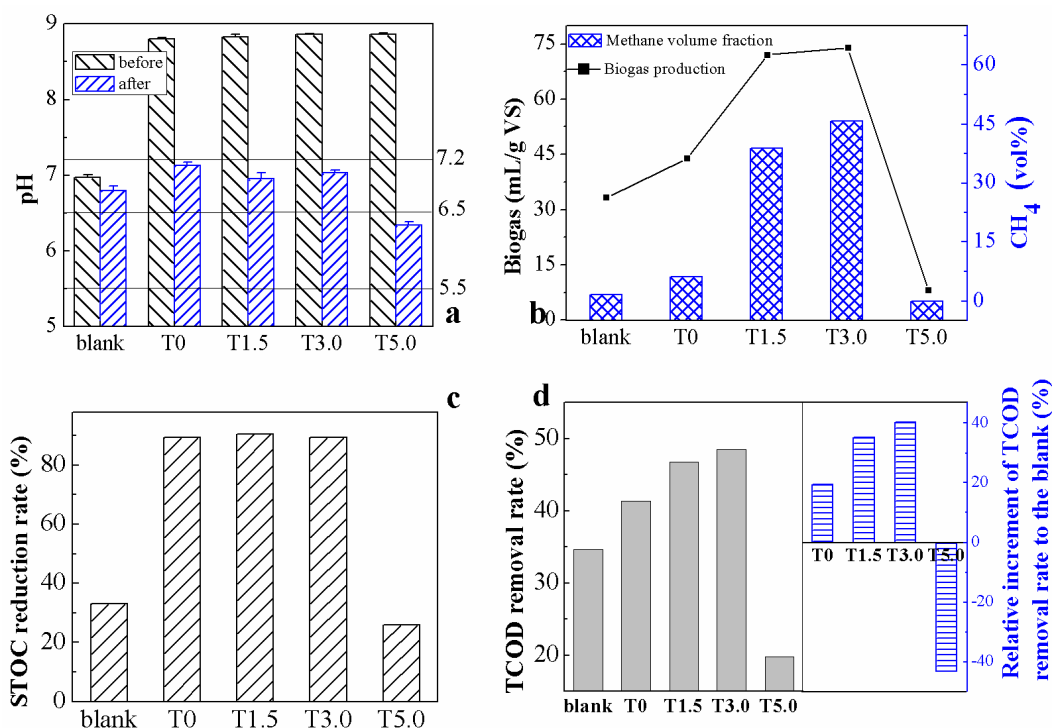 9
8
7
6
5
pH
before
after
7.2
6.5
5.5
a
blank
T0
T1.5
T3.0
T5.0
75
60
45
30
15
0
Biogas (mL/g VS)
Methane volume fraction
Biogas production
60
45
30
15
0
CH4 (vol%)
b
blank
T0
T1.5
T3.0
T5.0
80
60
40
20
0
STOC reduction rate (%)
c
blank
T0
T1.5
T3.0
T5.0
d
50
40
30
20
TCOD removal rate (%)
blank
T0
T1.5
T3.0
T5.0
T0
T1.5
T3.0
T5.0
40
20
0
-20
-40
Relative increment of TCOD
removal rate to the blank (%)